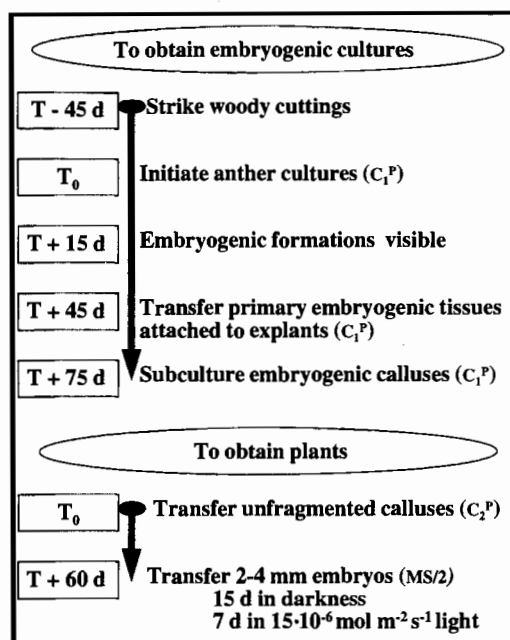 To obtain embryogenic cultures
T - 45 d Strike woody cuttings
T₀ Initiate anther cultures (C₁ᴾ)
T + 15 d Embryogenic formations visible
T + 45 d Transfer primary embryogenic tissues
attached to explants (C₁ᴾ)
T + 75 d Subculture embryogenic calluses (C₁ᴾ)
To obtain plants
T₀ Transfer unfragmented calluses (C₂ᴾ)
T + 60 d Transfer 2-4 mm embryos (MS/2)
15 d in darkness
7 d in 15·10⁻⁶ mol m⁻² s⁻¹ light